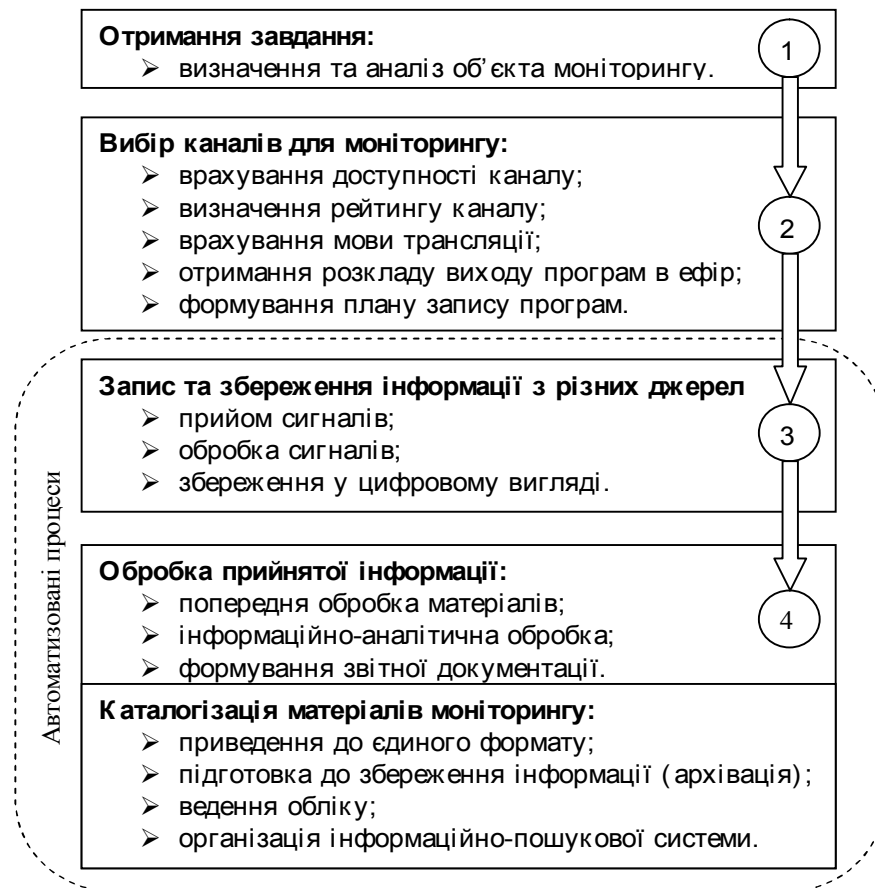 Отримання завдання:
➢ визначення та аналіз об’єкта моніторингу.
1
Вибір каналів для моніторингу:
➢ врахування доступності каналу;
➢ визначення рейтингу каналу;
➢ врахування мови трансляції;
➢ отримання розкладу виходу програм в ефір;
➢ формування плану запису програм.
2
Запис та збереження інформації з різних джерел
➢ прийом сигналів;
➢ обробка сигналів;
➢ збереження у цифровому вигляді.
3
Автоматизовані процеси
Обробка прийнятої інформації:
➢ попередня обробка матеріалів;
➢ інформаційно-аналітична обробка;
➢ формування звітної документації.
4
Каталогізація матеріалів моніторингу:
➢ приведення до єдиного формату;
➢ підготовка до збереження інформації (архівація);
➢ ведення обліку;
➢ організація інформаційно-пошукової системи.